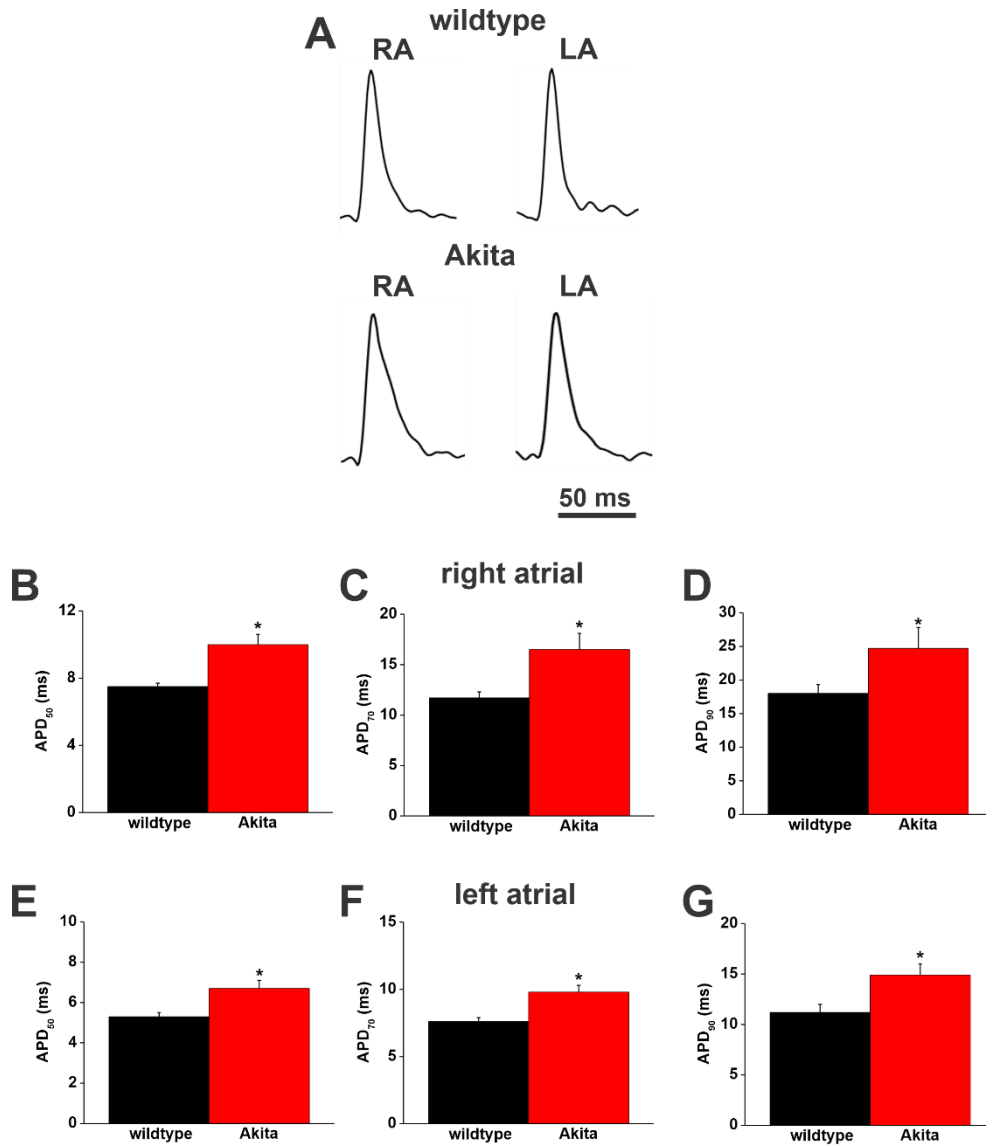 A
wildtype
RA LA
Akita
RA LA
50 ms
right atrial
B
12
8
4
0
APD50 (ms)
*
wildtype Akita
C
20
15
10
5
0
APD70 (ms)
*
wildtype Akita
D
30
25
20
15
10
5
0
APD90 (ms)
*
wildtype Akita
left atrial
E
10
8
6
4
2
0
APD50 (ms)
*
wildtype Akita
F
15
10
5
0
APD70 (ms)
*
wildtype Akita
G
20
15
10
5
0
APD90 (ms)
*
wildtype Akita